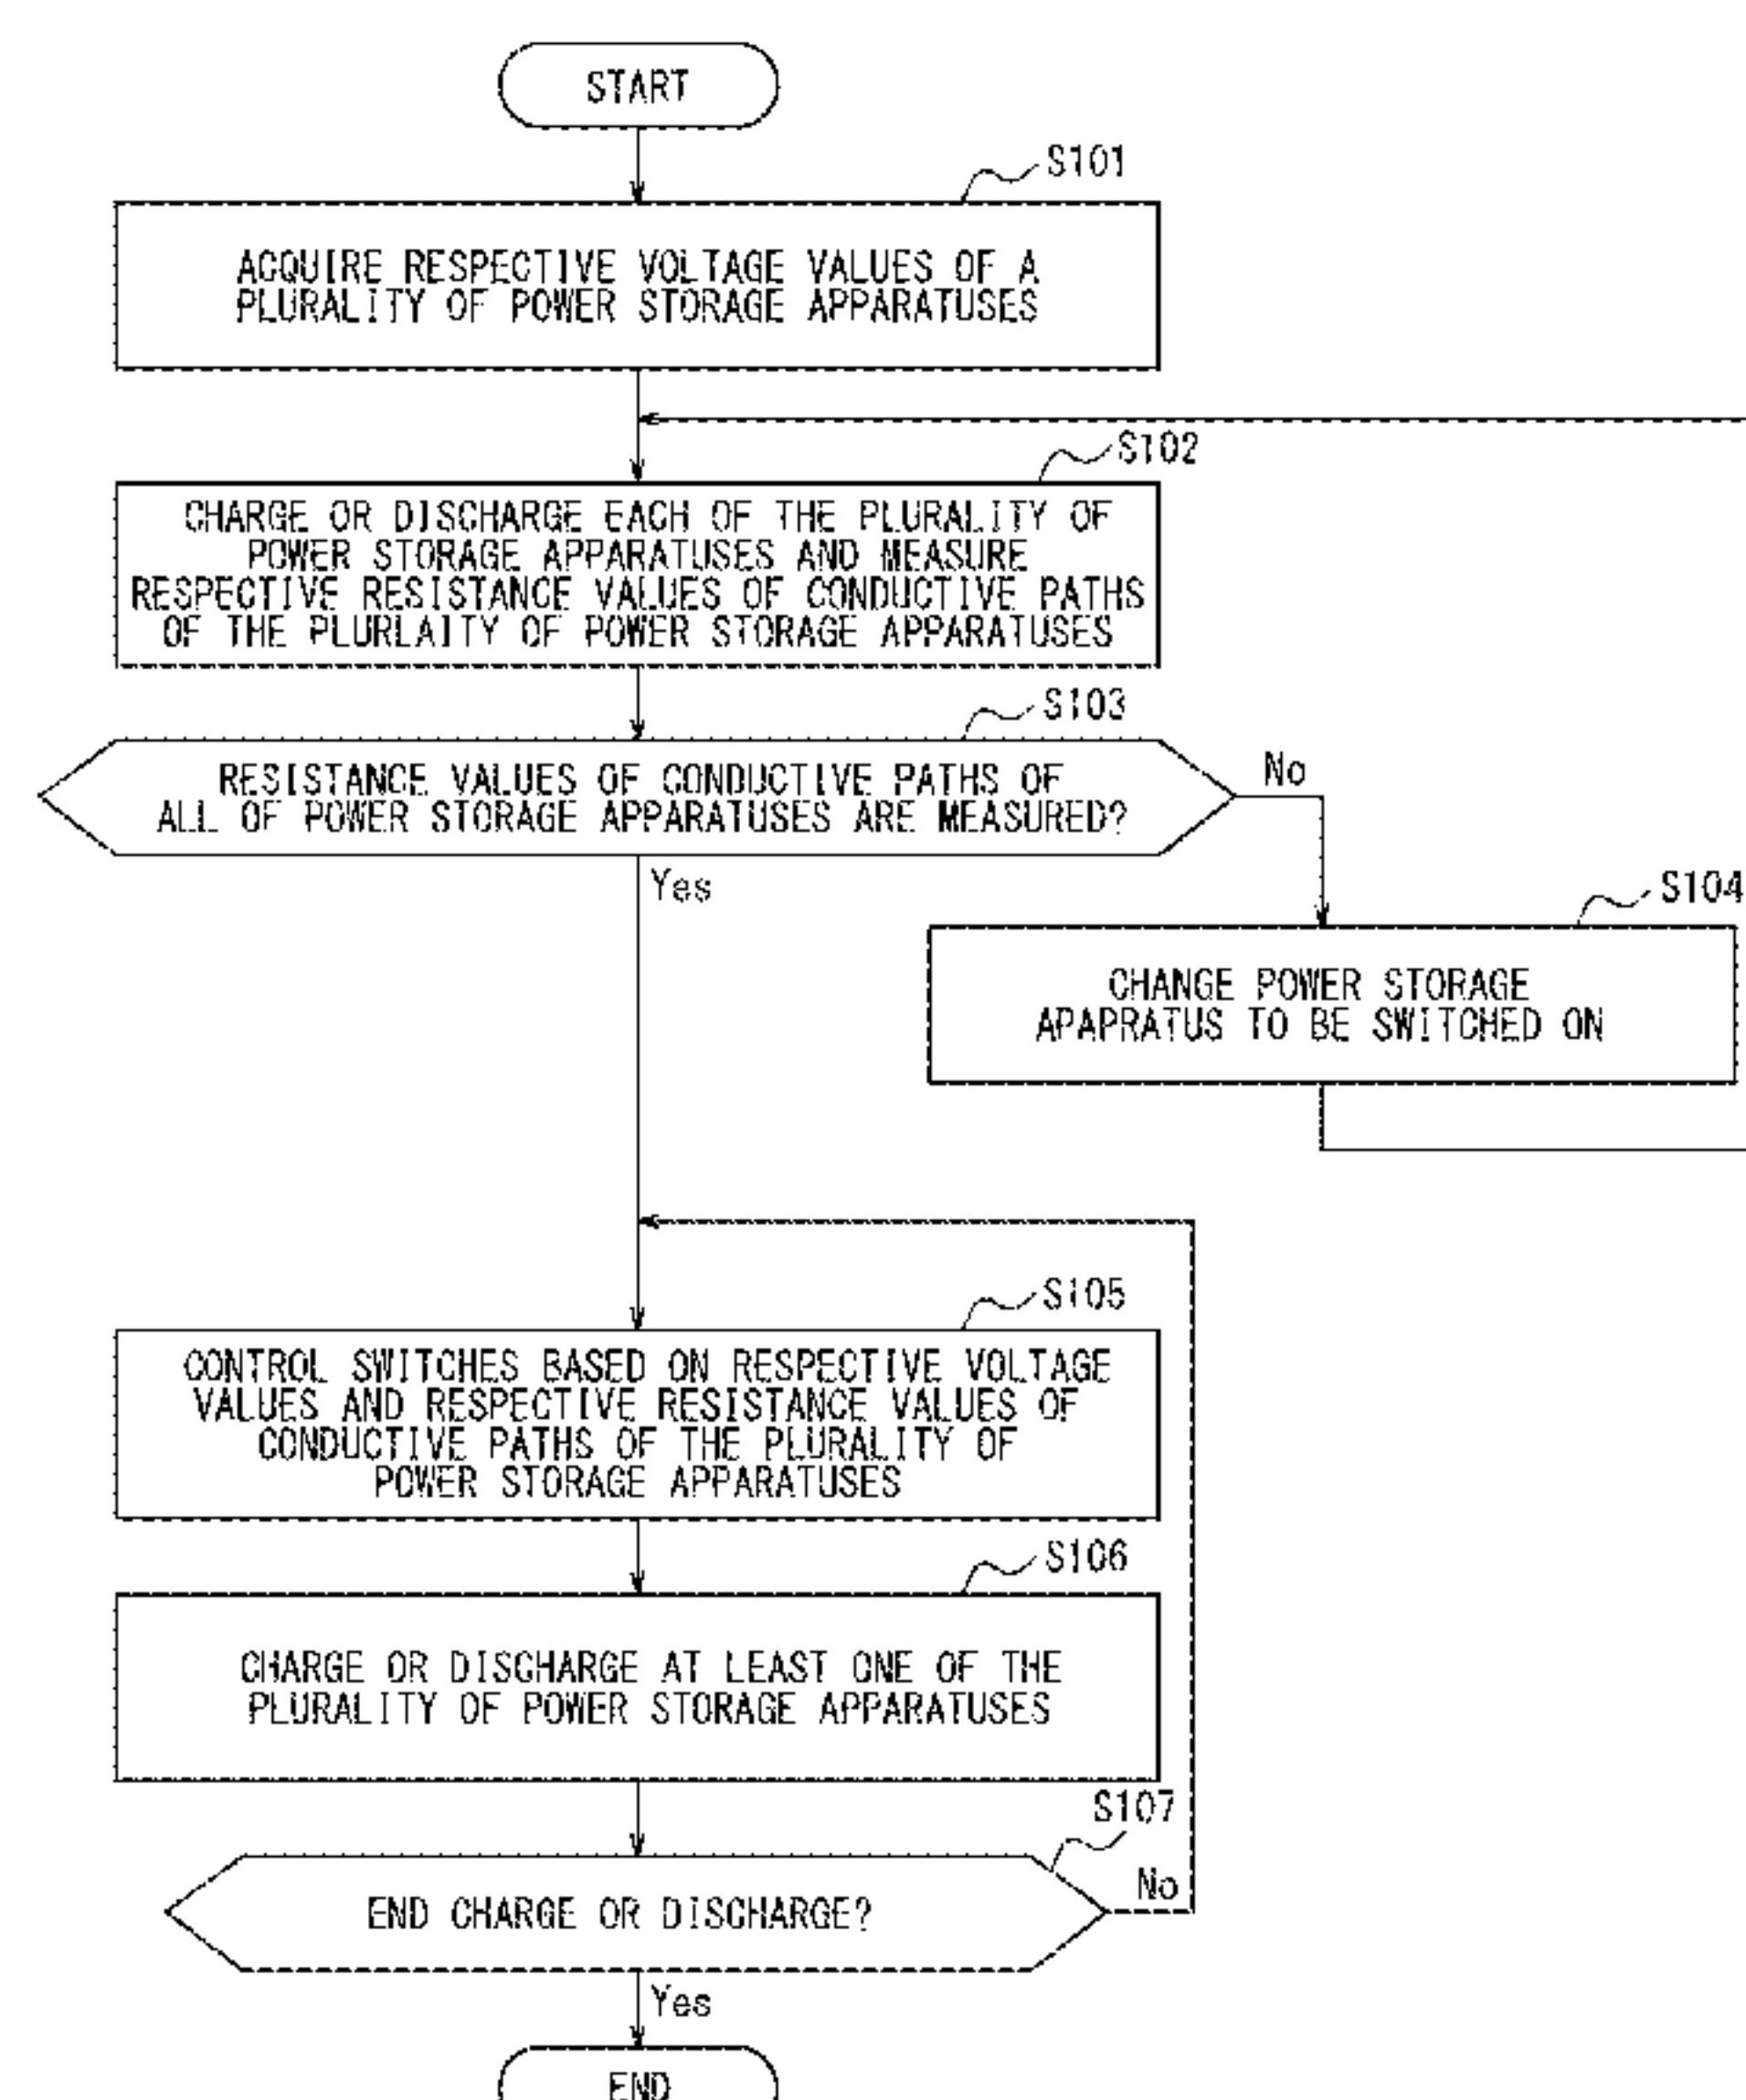 START
S101
ACQUIRE RESPECTIVE VOLTAGE VALUES OF A
PLURALITY OF POWER STORAGE APPARATUSES
S102
CHARGE OR DISCHARGE EACH OF THE PLURALITY OF
POWER STORAGE APPARATUSES AND MEASURE
RESPECTIVE RESISTANCE VALUES OF CONDUCTIVE PATHS
OF THE PLURLAITY OF POWER STORAGE APPARATUSES
S103
RESISTANCE VALUES OF CONDUCTIVE PATHS OF
ALL OF POWER STORAGE APPARATUSES ARE MEASURED?
No
Yes
S104
CHANGE POWER STORAGE
APAPRATUS TO BE SWITCHED ON
S105
CONTROL SWITCHES BASED ON RESPECTIVE VOLTAGE
VALUES AND RESPECTIVE RESISTANCE VALUES OF
CONDUCTIVE PATHS OF THE PLURALITY OF
POWER STORAGE APPARATUSES
S106
CHARGE OR DISCHARGE AT LEAST ONE OF THE
PLURALITY OF POWER STORAGE APPARATUSES
S107
END CHARGE OR DISCHARGE?
No
Yes
END